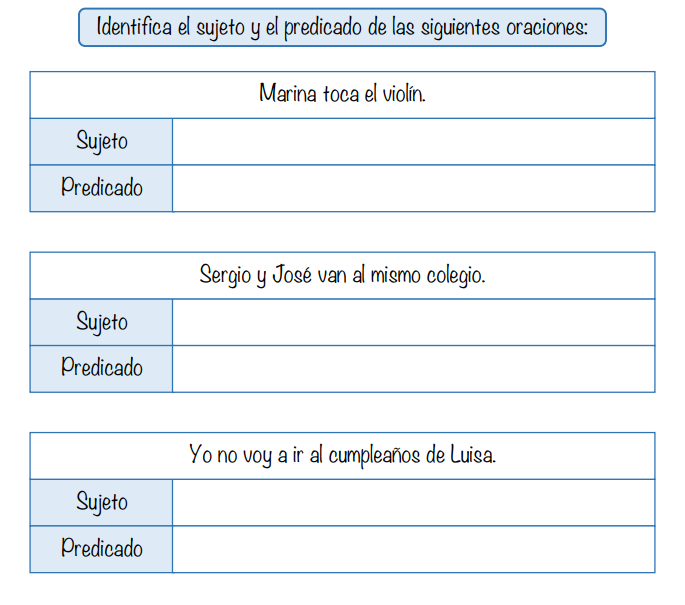 Identifica el sujeto y el predicado de las siguientes oraciones:
Marina toca el violín.
Sujeto
Predicado
Sergio y José van al mismo colegio.
Sujeto
Predicado
Yo no voy a ir al cumpleaños de Luisa.
Sujeto
Predicado